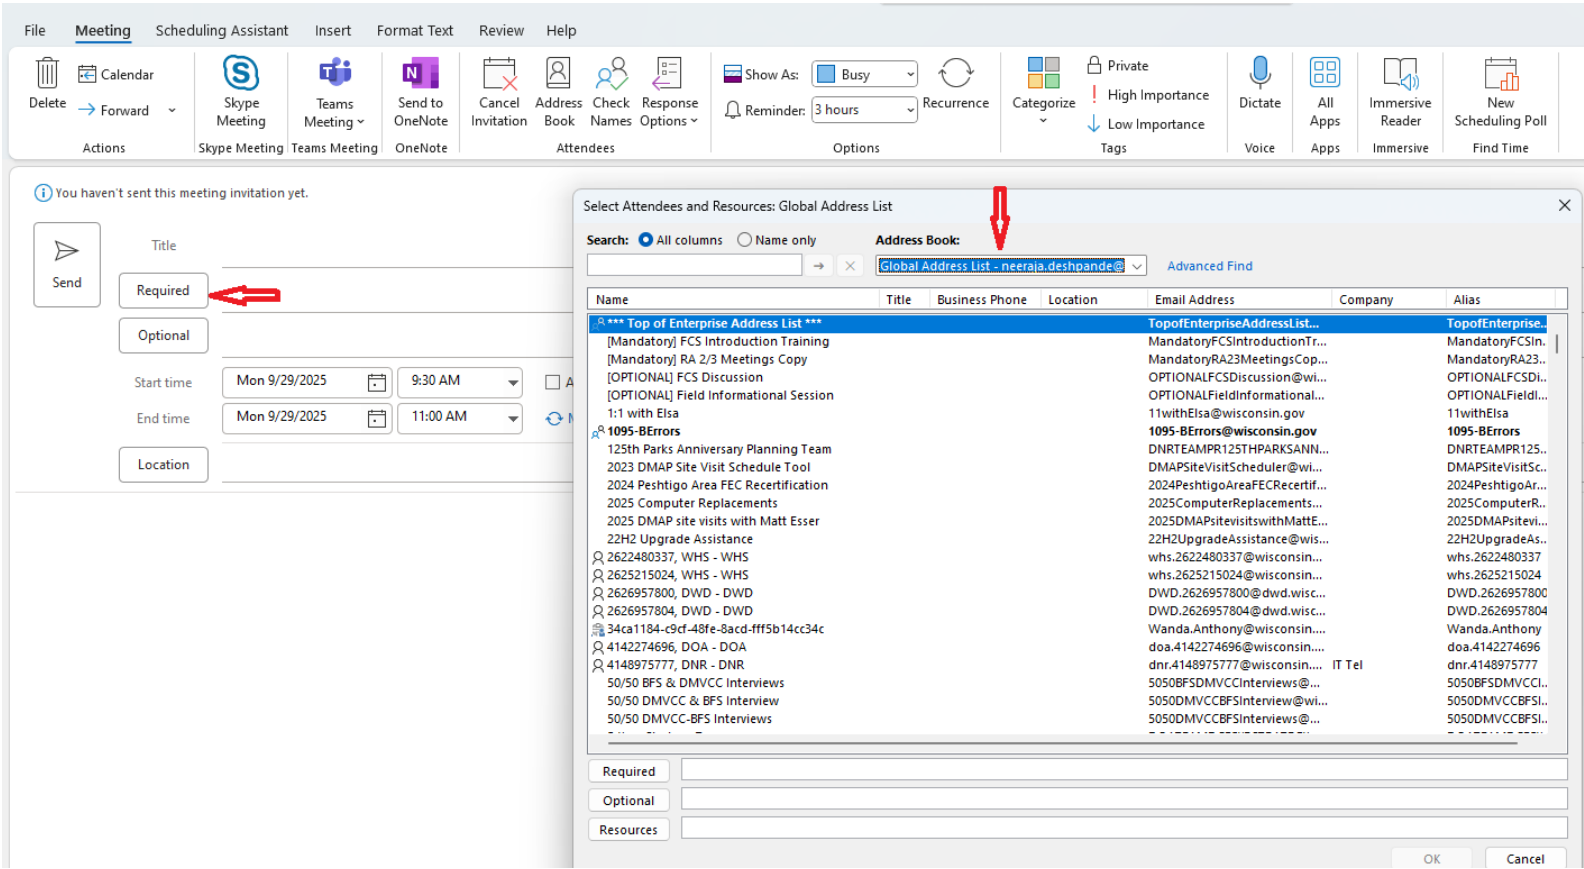 File Meeting Scheduling Assistant Insert Format Text Review Help
Delete
Calendar
Forward
Actions
Skype
Meeting
Skype Meeting
Teams
Meeting
Teams Meeting
Send to
OneNote
OneNote
Cancel
Invitation
Address
Book
Check
Names
Response
Options
Attendees
Show As: Busy
Reminder: 3 hours
Recurrence
Options
Categorize
Private
High Importance
Low Importance
Tags
Dictate
Voice
All
Apps
Apps
Immersive
Reader
Immersive
New
Scheduling Poll
Find Time
You haven't sent this meeting invitation yet.
Send
Title
Required
Optional
Start time Mon 9/29/2025 9:30 AM
End time Mon 9/29/2025 11:00 AM
Location
Select Attendees and Resources: Global Address List
Search: All columns Name only Address Book:
Global Address List - neeraja.deshpande@ Advanced Find
Name Title Business Phone Location Email Address Company Alias
*** Top of Enterprise Address List *** TopofEnterpriseAddressList... TopofEnterprise..
[Mandatory] FCS Introduction Training MandatoryFCSIntroductionTr... MandatoryFCSIn.
[Mandatory] RA 2/3 Meetings Copy MandatoryRA23MeetingsCop... MandatoryRA23..
[OPTIONAL] FCS Discussion OPTIONALFCSDiscussion@wi... OPTIONALFCSDi..
[OPTIONAL] Field Informational Session OPTIONALFieldInformational... OPTIONALFieldI..
1:1 with Elsa 11withElsa@wisconsin.gov 11withElsa
1095-BErrors 1095-BErrors@wisconsin.gov 1095-BErrors
125th Parks Anniversary Planning Team DNRTEAMPR125THPARKSANN... DNRTEAMPR125...
2023 DMAP Site Visit Schedule Tool DMAPSiteVisitScheduler@wi... DMAPSiteVisitSc..
2024 Peshtigo Area FEC Recertification 2024PeshtigoAreaFECRecertif... 2024PeshtigoAr...
2025 Computer Replacements 2025ComputerReplacements... 2025ComputerR..
2025 DMAP site visits with Matt Esser 2025DMAPsitevisitswithMattE... 2025DMAPsitevi...
22H2 Upgrade Assistance 22H2UpgradeAssistance@wis... 22H2UpgradeAs..
2622480337, WHS - WHS whs.2622480337@wisconsin... whs.2622480337
2625215024, WHS - WHS whs.2625215024@wisconsin... whs.2625215024
2626957800, DWD - DWD DWD.2626957800@dwd.wisc... DWD.2626957800
2626957804, DWD - DWD DWD.2626957804@dwd.wisc... DWD.2626957804
34ca1184-c9cf-48fe-8acd-fff5b14cc34c Wanda.Anthony@wisconsin.... Wanda.Anthony
4142274696, DOA - DOA doa.4142274696@wisconsin.... doa.4142274696
4148975777, DNR - DNR dnr.4148975777@wisconsin.... IT Tel dnr.4148975777
50/50 BFS & DMVCC Interviews 5050BFSDMVCCInterviews@... 5050BFSDMVCCI..
50/50 DMVCC & BFS Interview 5050DMVCCBFSInterview@wi... 5050DMVCCBFSI..
50/50 DMVCC-BFS Interviews 5050DMVCCBFSInterviews@... 5050DMVCCBFSI..
Required
Optional
Resources
OK Cancel